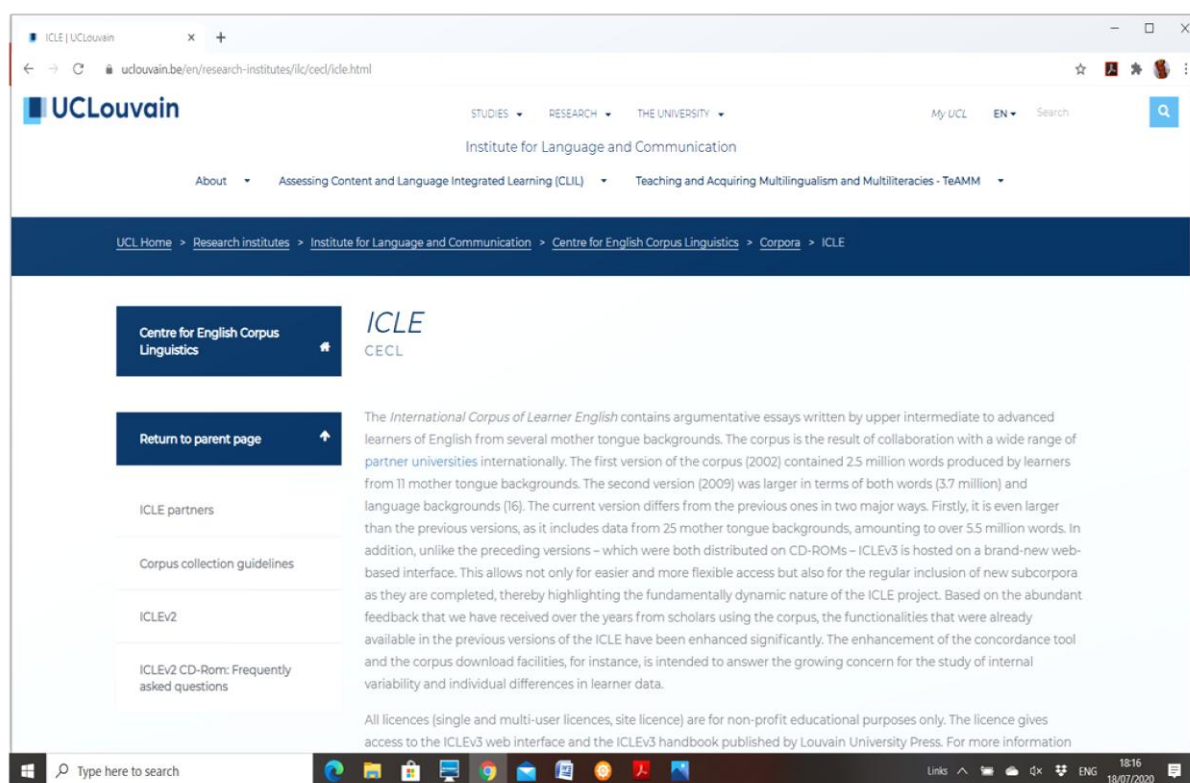 ICLE | UCLouvain
uclouvain.be/en/research-institutes/ilc/cecl/icle.html
UCLouvain
STUDIES RESEARCH THE UNIVERSITY My UCL EN Search
Institute for Language and Communication
About Assessing Content and Language Integrated Learning (CLIL) Teaching and Acquiring Multilingualism and Multiliteracies - TeAMM
UCL Home > Research institutes > Institute for Language and Communication > Centre for English Corpus Linguistics > Corpora > ICLE
Centre for English Corpus
Linguistics
Return to parent page
ICLE partners
Corpus collection guidelines
ICLEv2
ICLEv2 CD-Rom: Frequently
asked questions
ICLE
CECL
The International Corpus of Learner English contains argumentative essays written by upper intermediate to advanced
learners of English from several mother tongue backgrounds. The corpus is the result of collaboration with a wide range of
partner universities internationally. The first version of the corpus (2002) contained 2.5 million words produced by learners
from 11 mother tongue backgrounds. The second version (2009) was larger in terms of both words (3.7 million) and
language backgrounds (16). The current version differs from the previous ones in two major ways. Firstly, it is even larger
than the previous versions, as it includes data from 25 mother tongue backgrounds, amounting to over 5.5 million words. In
addition, unlike the preceding versions – which were both distributed on CD-ROMs – ICLEv3 is hosted on a brand-new web-
based interface. This allows not only for easier and more flexible access but also for the regular inclusion of new subcorpora
as they are completed, thereby highlighting the fundamentally dynamic nature of the ICLE project. Based on the abundant
feedback that we have received over the years from scholars using the corpus, the functionalities that were already
available in the previous versions of the ICLE have been enhanced significantly. The enhancement of the concordance tool
and the corpus download facilities, for instance, is intended to answer the growing concern for the study of internal
variability and individual differences in learner data.
All licences (single and multi-user licences, site licence) are for non-profit educational purposes only. The licence gives
access to the ICLEv3 web interface and the ICLEv3 handbook published by Louvain University Press. For more information
Type here to search
Links ENG 18:16
18/07/2020